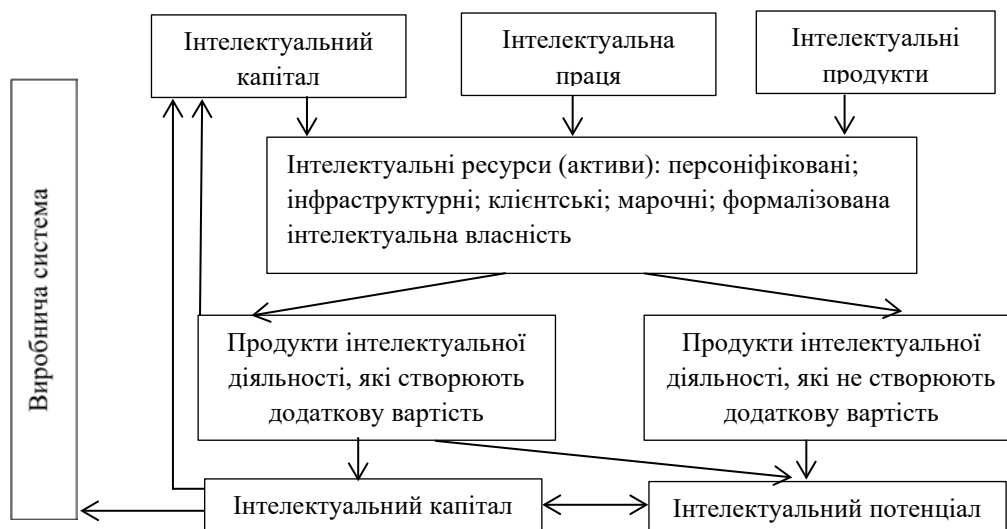 Інтелектуальний
капітал
Інтелектуальна
праця
Інтелектуальні
продукти
Виробнича система
Інтелектуальні ресурси (активи): персоніфіковані;
інфраструктурні; клієнтські; марочні; формалізована
інтелектуальна власність
Продукти інтелектуальної
діяльності, які створюють
додаткову вартість
Продукти інтелектуальної
діяльності, які не створюють
додаткову вартість
Інтелектуальний капітал
Інтелектуальний потенціал